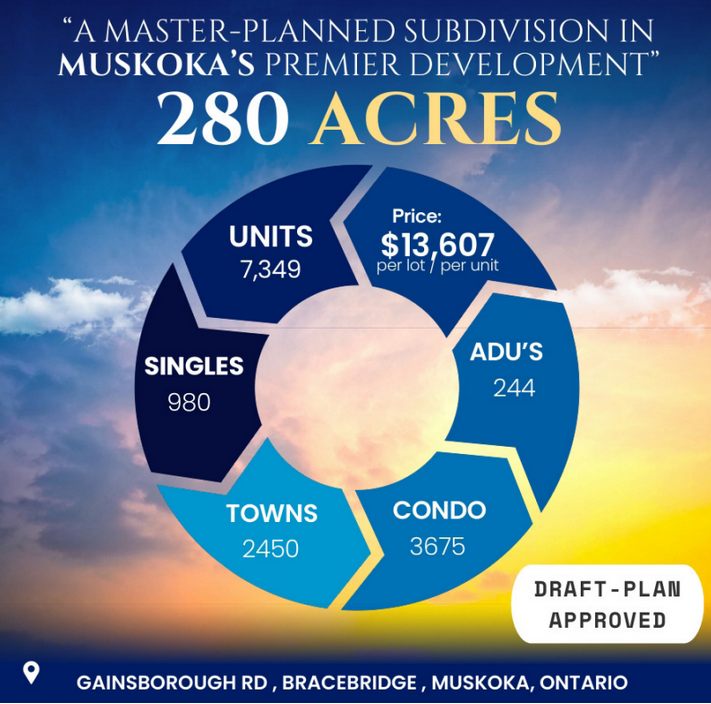 “A MASTER-PLANNED SUBDIVISION IN
MUSKOKA’S PREMIER DEVELOPMENT”
280 ACRES
UNITS
7,349
Price:
$13,607
per lot / per unit
ADU’S
244
SINGLES
980
TOWNS
2450
CONDO
3675
DRAFT-PLAN
APPROVED
GAINSBOROUGH RD , BRACEBRIDGE , MUSKOKA, ONTARIO